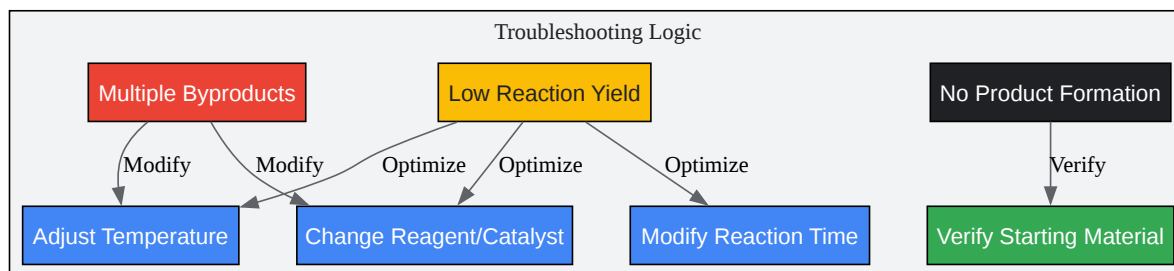 Troubleshooting Logic
Multiple Byproducts
Low Reaction Yield
No Product Formation
Modify
Modify
Optimize
Optimize
Optimize
Verify
Adjust Temperature
Change Reagent/Catalyst
Modify Reaction Time
Verify Starting Material